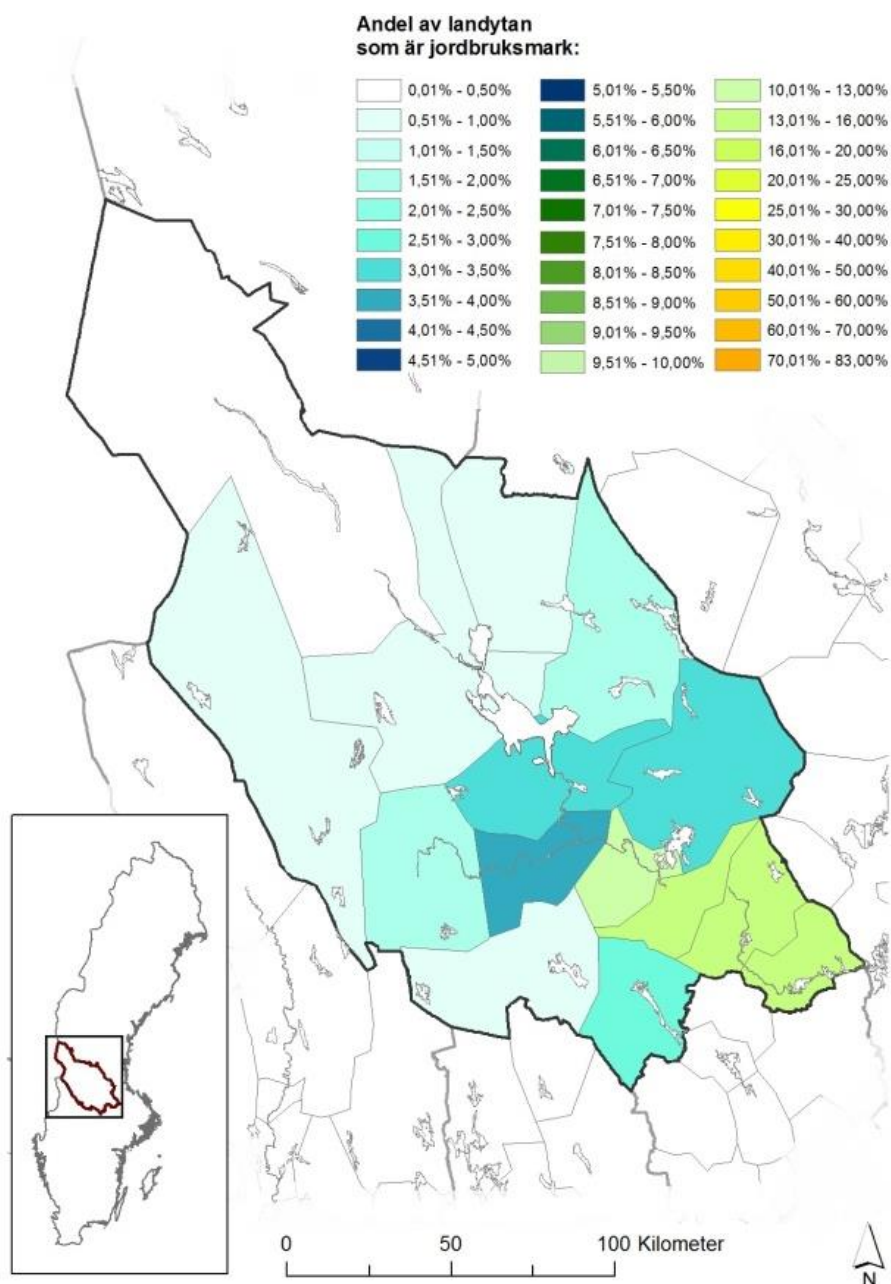 Andel av landytan
som är jordbruksmark:
0,01% - 0,50%
0,51% - 1,00%
1,01% - 1,50%
1,51% - 2,00%
2,01% - 2,50%
2,51% - 3,00%
3,01% - 3,50%
3,51% - 4,00%
4,01% - 4,50%
4,51% - 5,00%
5,01% - 5,50%
5,51% - 6,00%
6,01% - 6,50%
6,51% - 7,00%
7,01% - 7,50%
7,51% - 8,00%
8,01% - 8,50%
8,51% - 9,00%
9,01% - 9,50%
9,51% - 10,00%
10,01% - 13,00%
13,01% - 16,00%
16,01% - 20,00%
20,01% - 25,00%
25,01% - 30,00%
30,01% - 40,00%
40,01% - 50,00%
50,01% - 60,00%
60,01% - 70,00%
70,01% - 83,00%
0 50 100 Kilometer
N